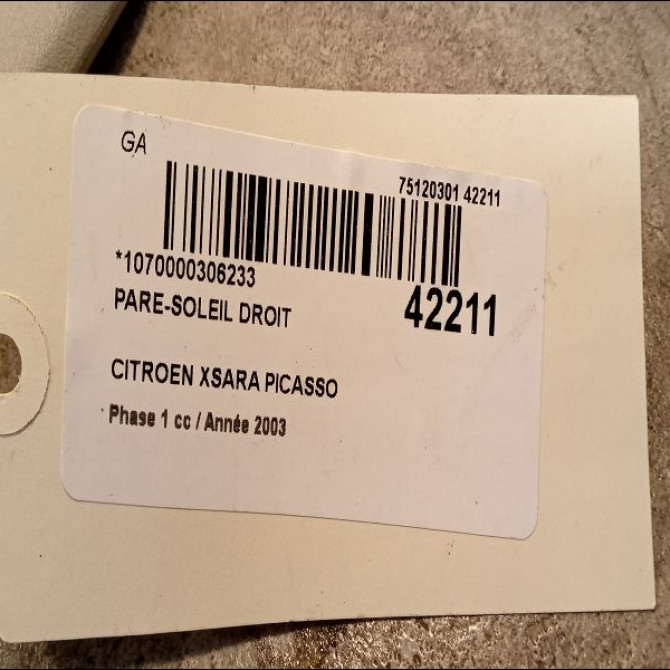 GA
75120301 42211
*1070000306233
42211
PARE-SOLEIL DROIT
CITROEN XSARA PICASSO
Phase 1 cc / Année 2003